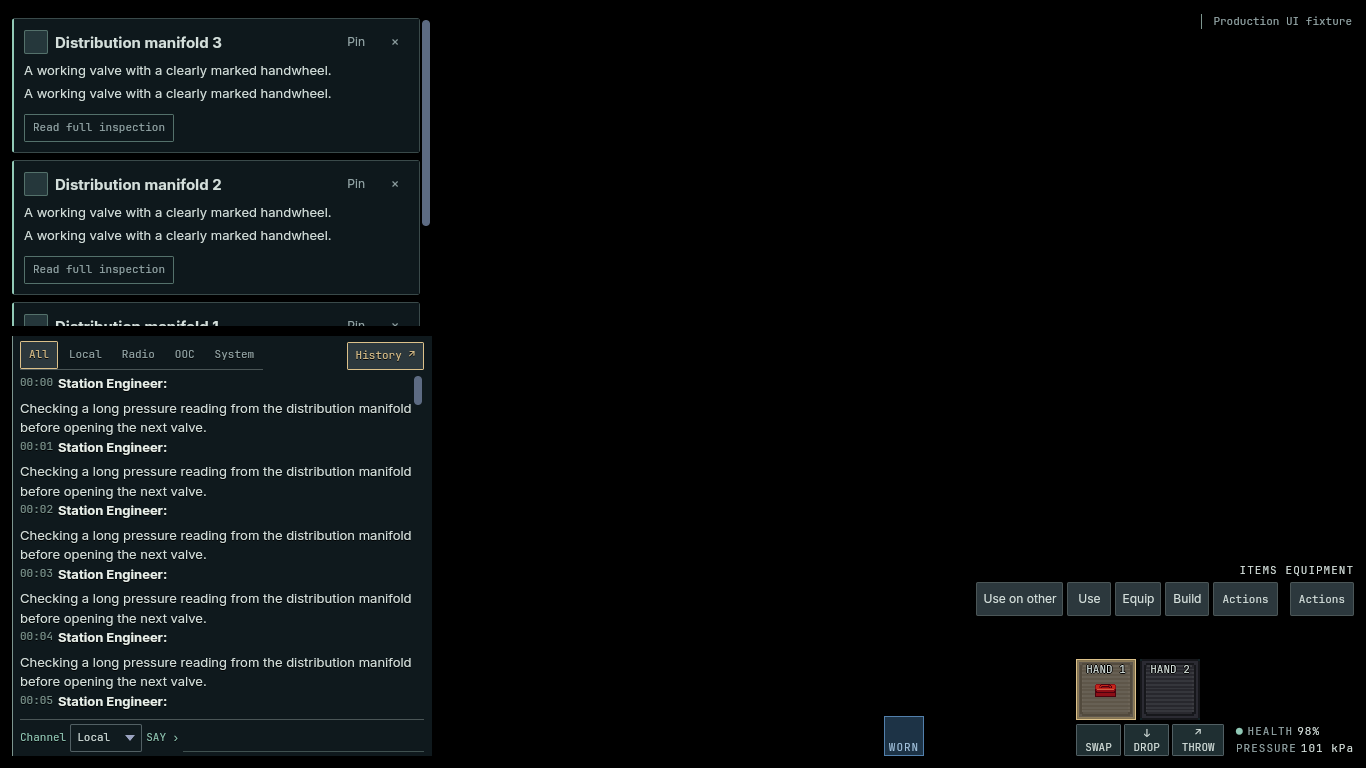 Production UI fixture
Distribution manifold 3 Pin ×
A working valve with a clearly marked handwheel.
A working valve with a clearly marked handwheel.
Read full inspection
Distribution manifold 2 Pin ×
A working valve with a clearly marked handwheel.
A working valve with a clearly marked handwheel.
Read full inspection
Distribution manifold 1 Pin ×
All Local Radio OOC System History ↗
00:00 Station Engineer:
Checking a long pressure reading from the distribution manifold
before opening the next valve.
00:01 Station Engineer:
Checking a long pressure reading from the distribution manifold
before opening the next valve.
00:02 Station Engineer:
Checking a long pressure reading from the distribution manifold
before opening the next valve.
00:03 Station Engineer:
Checking a long pressure reading from the distribution manifold
before opening the next valve.
00:04 Station Engineer:
Checking a long pressure reading from the distribution manifold
before opening the next valve.
00:05 Station Engineer:
Channel Local SAY ›
ITEMS EQUIPMENT
Use on other Use Equip Build Actions Actions
HAND 1 HAND 2
WORN
SWAP ↓ DROP ↗ THROW
HEALTH 98%
PRESSURE 101 kPa